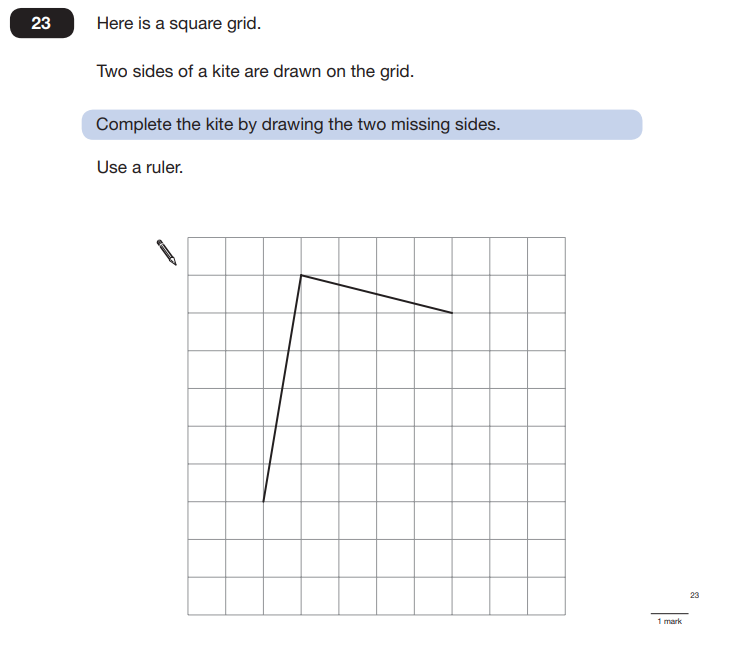 23 Here is a square grid.
Two sides of a kite are drawn on the grid.
Complete the kite by drawing the two missing sides.
Use a ruler.
23
1 mark